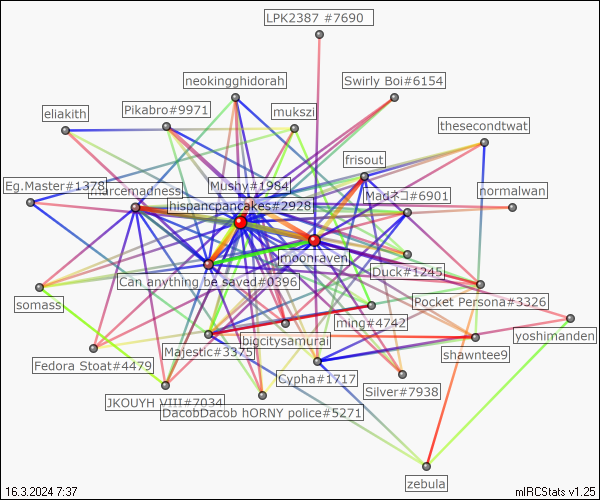 LPK2387 #7690
neokingghidorah
Swirly Boi#6154
eliakith
Pikabro#9971
mukszi
thesecondtwat
frisout
Eg.Master#1378
marcemadness
Mushy#1984
Madネコ#6901
normalwan
hispancpancakes#2928
moonraven
Duck#1245
Can anything be saved#0396
somass
Pocket Persona#3326
ming#4742
yoshimanden
bigcitysamurai
Majestic#3375
shawntee9
Fedora Stoat#4479
Cypha#1717
Silver#7938
JKOUYH VIII#7034
DacobDacob hORNY police#5271
zebula
16.3.2024 7:37
mIRCStats v1.25